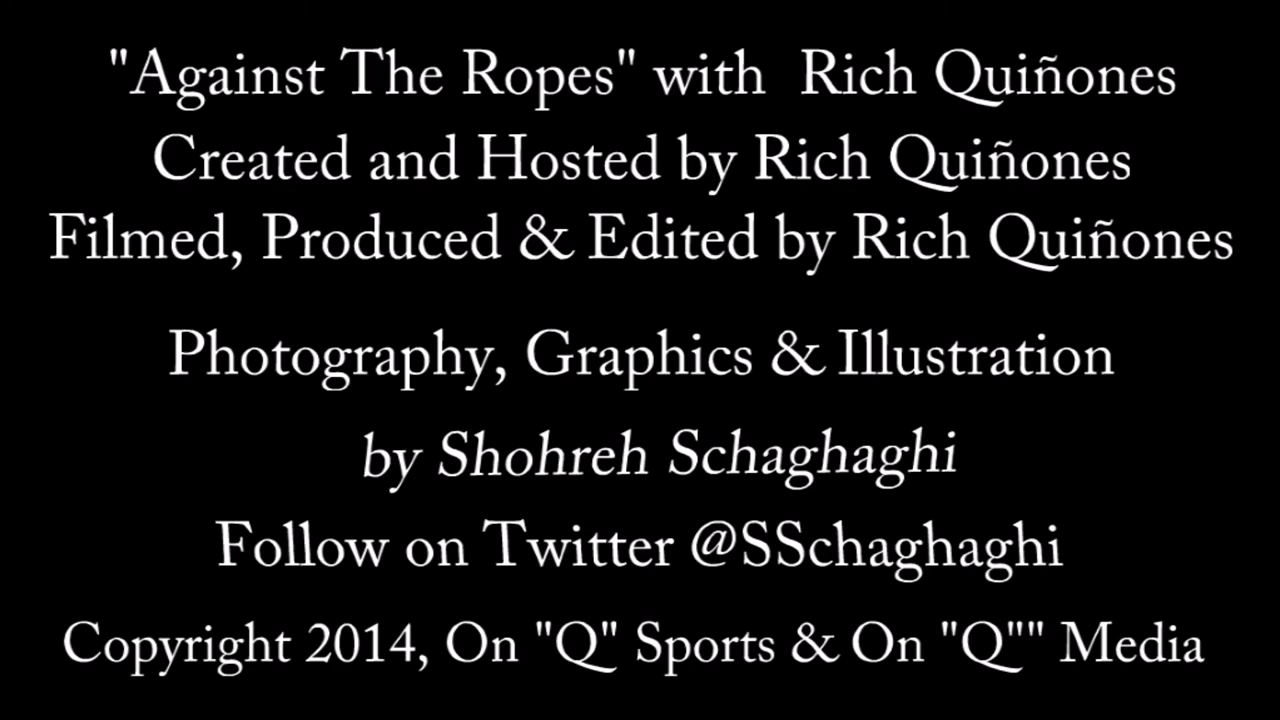 "Against The Ropes" with Rich Quiñones
Created and Hosted by Rich Quiñones
Filmed, Produced & Edited by Rich Quiñones
Photography, Graphics & Illustration
by Shohreh Schaghaghi
Follow on Twitter @SSchaghaghi
Copyright 2014, On "Q" Sports & On "Q"" Media